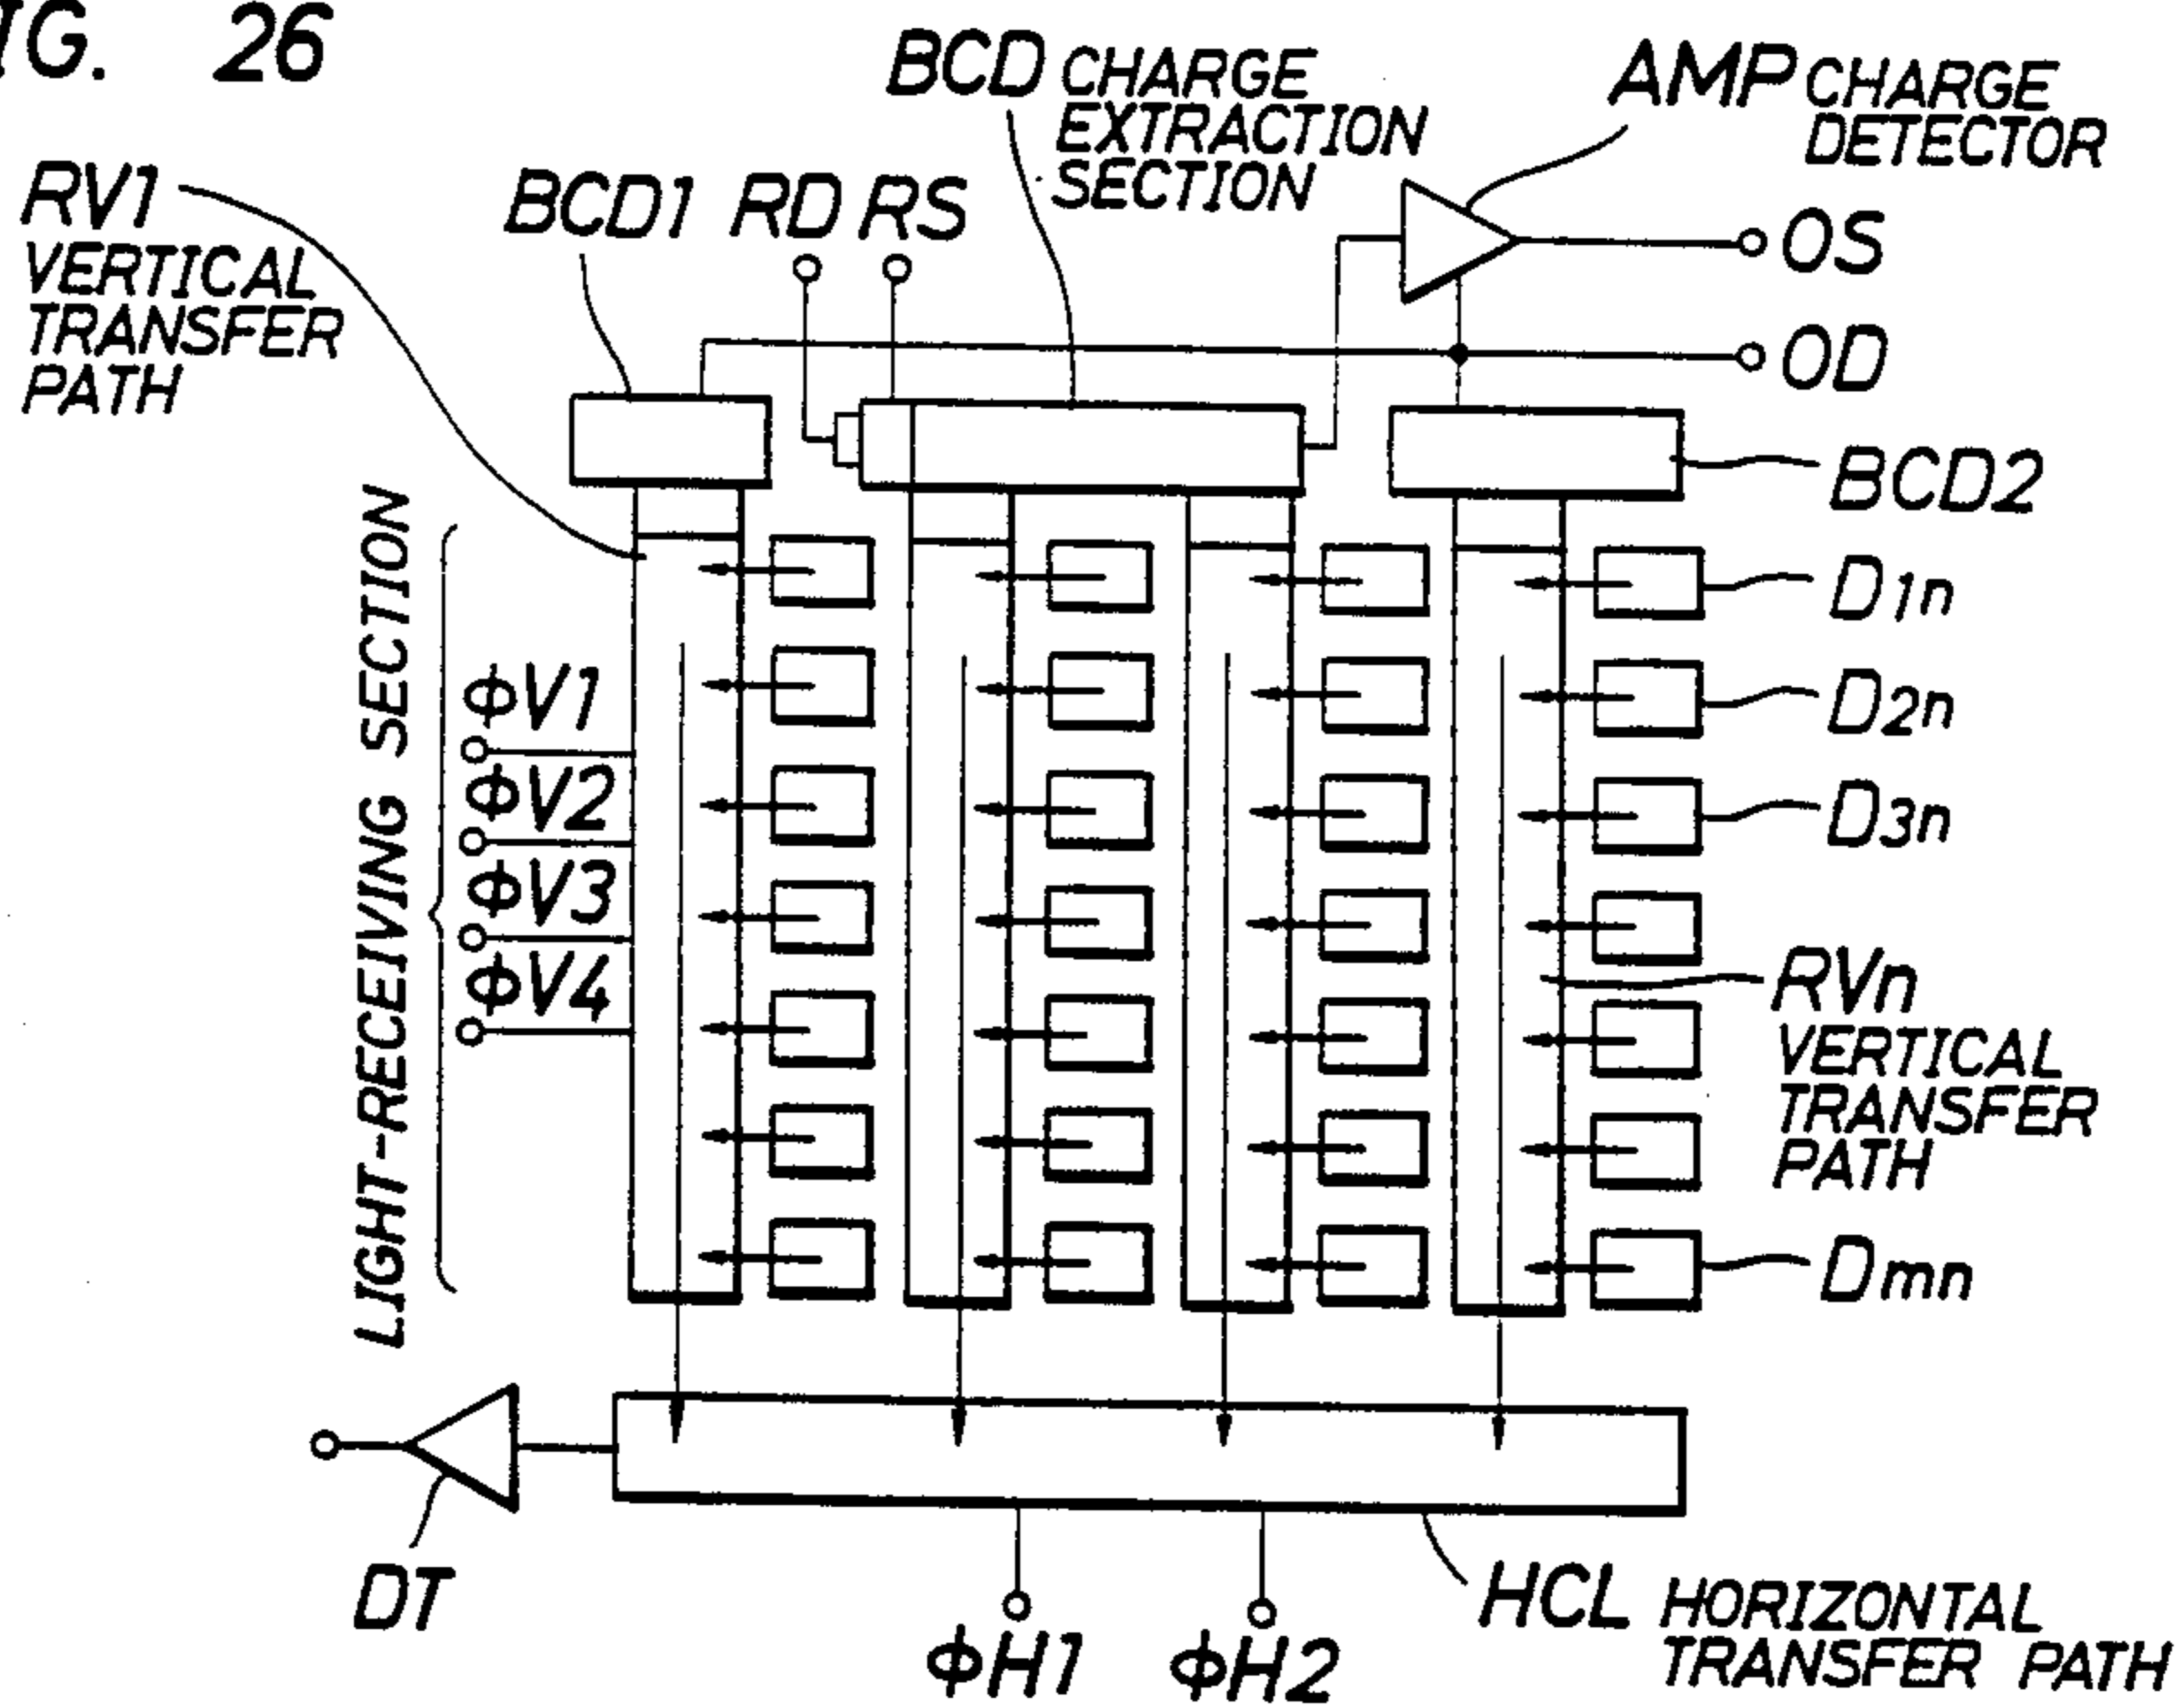 IG. 26
BCD CHARGE
EXTRACTION
SECTION
AMP CHARGE
DETECTOR
RV1
VERTICAL
TRANSFER
PATH
BCD1 RD RS
OS
OD
BCD2
LIGHT-RECEIVING SECTION
D1n
D2n
D3n
ΦV1
ΦV2
ΦV3
ΦV4
RVn
VERTICAL
TRANSFER
PATH
Dmn
DT
HCL HORIZONTAL
TRANSFER PATH
ΦH1 ΦH2